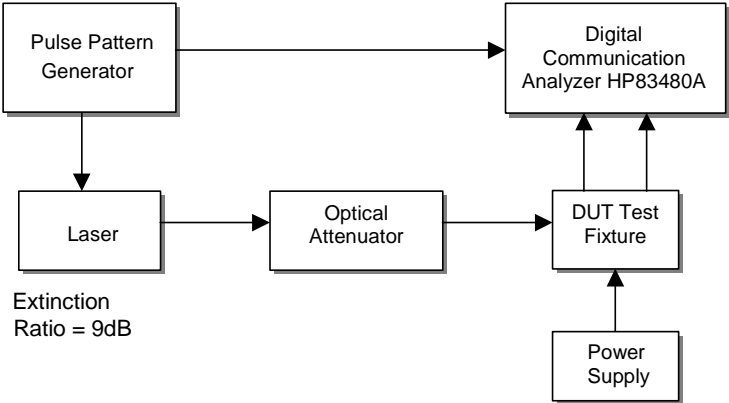 Pulse Pattern
Generator
Digital
Communication
Analyzer HP83480A
Laser
Optical
Attenuator
DUT Test
Fixture
Extinction
Ratio = 9dB
Power
Supply